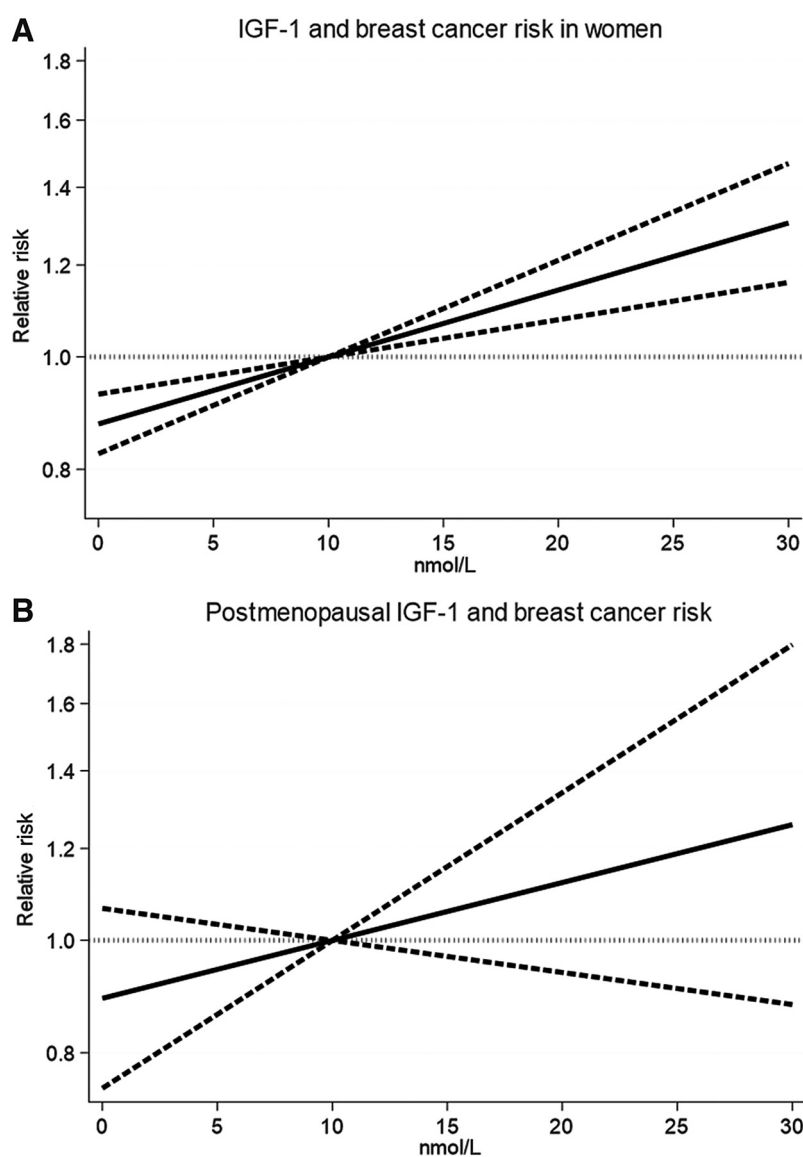 A
IGF-1 and breast cancer risk in women
Relative risk
1.8
1.6
1.4
1.2
1.0
0.8
0 5 10 15 20 25 30
nmol/L
B
Postmenopausal IGF-1 and breast cancer risk
Relative risk
1.8
1.6
1.4
1.2
1.0
0.8
0 5 10 15 20 25 30
nmol/L